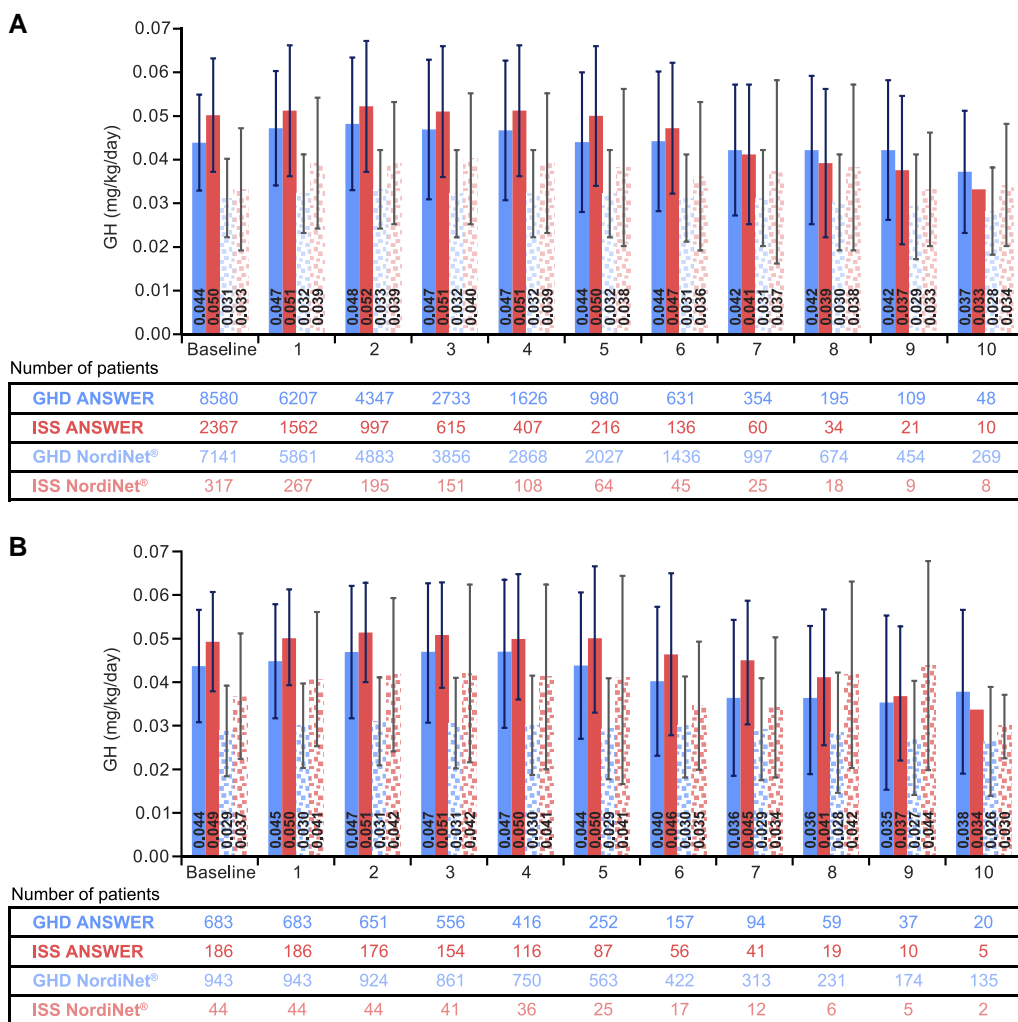 A
GH (mg/kg/day)
0.07
0.06
0.05
0.04
0.03
0.02
0.01
0.00
0.044 0.050 0.031 0.033 0.047 0.051 0.032 0.039 0.048 0.052 0.033 0.039 0.047 0.051 0.032 0.040 0.047 0.051 0.032 0.039 0.044 0.050 0.032 0.038 0.044 0.047 0.031 0.036 0.042 0.041 0.031 0.037 0.042 0.039 0.030 0.038 0.042 0.037 0.029 0.033 0.037 0.033 0.028 0.034
Baseline 1 2 3 4 5 6 7 8 9 10
Number of patients
GHD ANSWER 8580 6207 4347 2733 1626 980 631 354 195 109 48
ISS ANSWER 2367 1562 997 615 407 216 136 60 34 21 10
GHD NordiNet® 7141 5861 4883 3856 2868 2027 1436 997 674 454 269
ISS NordiNet® 317 267 195 151 108 64 45 25 18 9 8
B
GH (mg/kg/day)
0.07
0.06
0.05
0.04
0.03
0.02
0.01
0.00
0.044 0.049 0.029 0.037 0.045 0.050 0.030 0.041 0.047 0.051 0.031 0.042 0.047 0.051 0.031 0.042 0.047 0.050 0.030 0.041 0.044 0.050 0.029 0.041 0.040 0.046 0.030 0.035 0.036 0.045 0.029 0.034 0.036 0.041 0.028 0.042 0.035 0.037 0.027 0.044 0.038 0.034 0.026 0.030
Baseline 1 2 3 4 5 6 7 8 9 10
Number of patients
GHD ANSWER 683 683 651 556 416 252 157 94 59 37 20
ISS ANSWER 186 186 176 154 116 87 56 41 19 10 5
GHD NordiNet® 943 943 924 861 750 563 422 313 231 174 135
ISS NordiNet® 44 44 44 41 36 25 17 12 6 5 2